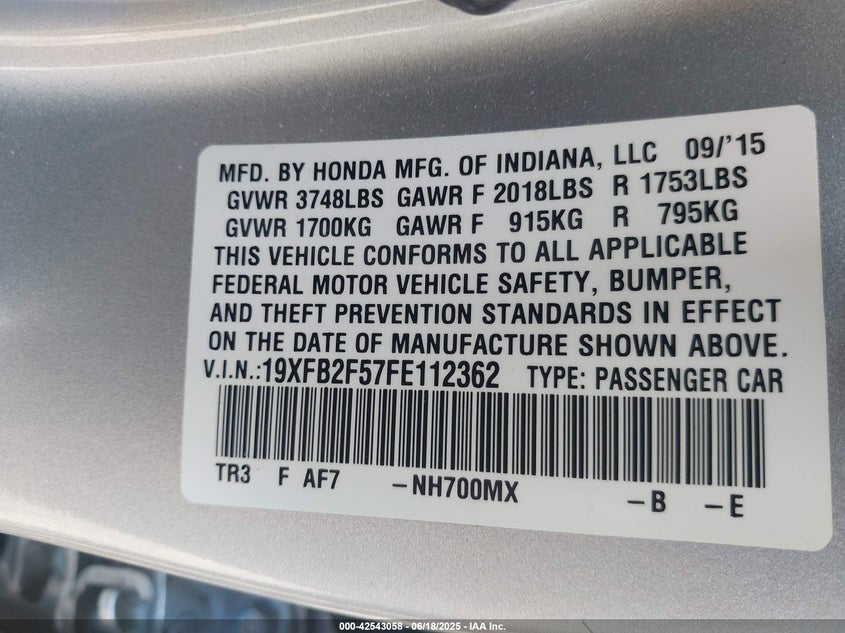 MFD. BY HONDA MFG. OF INDIANA, LLC 09/'15
GVWR 3748LBS GAWR F 2018LBS R 1753LBS
GVWR 1700KG GAWR F 915KG R 795KG
THIS VEHICLE CONFORMS TO ALL APPLICABLE
FEDERAL MOTOR VEHICLE SAFETY, BUMPER,
AND THEFT PREVENTION STANDARDS IN EFFECT
ON THE DATE OF MANUFACTURE SHOWN ABOVE.
V.I.N.:19XFB2F57FE112362 TYPE: PASSENGER CAR
TR3 F AF7 –NH700MX –B –E
000-42543058 - 06/18/2025 - IAA Inc.